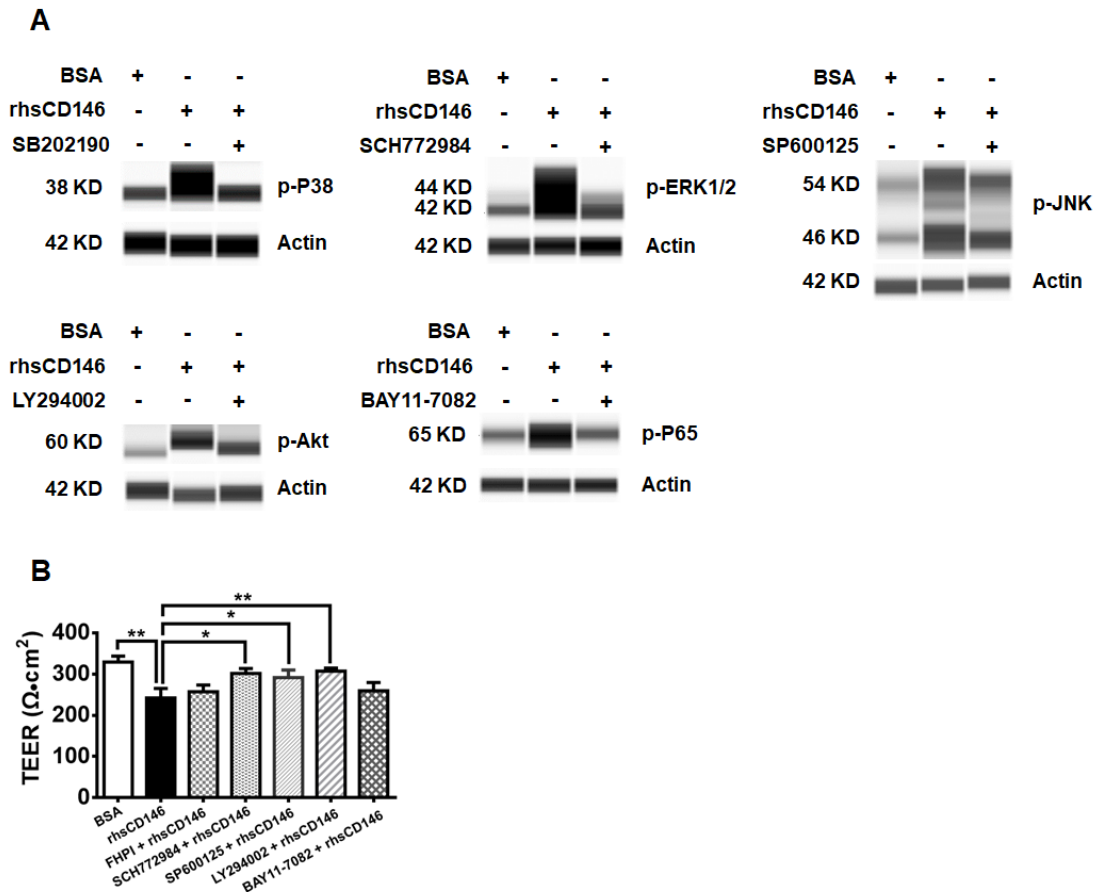 A
BSA + - -
rhsCD146 - + +
SB202190 - - +
38 KD p-P38
42 KD Actin
BSA + - -
rhsCD146 - + +
SCH772984 - - +
44 KD p-ERK1/2
42 KD
42 KD Actin
BSA + - -
rhsCD146 - + +
SP600125 - - +
54 KD
p-JNK
46 KD
42 KD Actin
BSA + - -
rhsCD146 - + +
LY294002 - - +
60 KD p-Akt
42 KD Actin
BSA + - -
rhsCD146 - + +
BAY11-7082 - - +
65 KD p-P65
42 KD Actin
B
**
*
** *
400
300
200
100
0
TEER (Ω•cm²)
BSA
rhsCD146
FHPI + rhsCD146
SCH772984 + rhsCD146
SP600125 + rhsCD146
LY294002 + rhsCD146
BAY11-7082 + rhsCD146